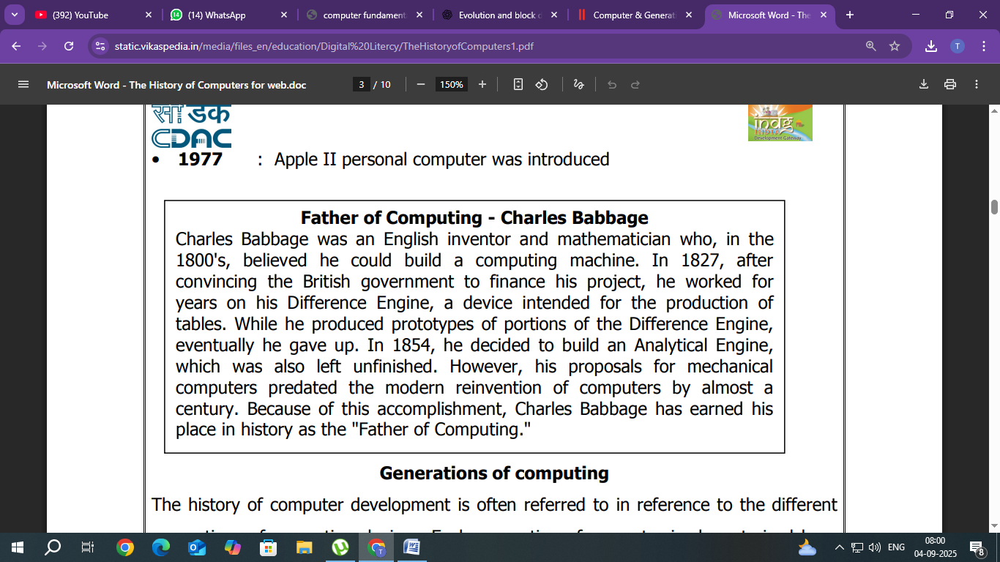 (392) YouTube
14
(14) WhatsApp
computer fundament
Evolution and block d
Computer & Generat
Microsoft Word - The
static.vikaspedia.in/media/files_en/education/Digital%20Litercy/TheHistoryofComputers1.pdf
T
Microsoft Word - The History of Computers for web.doc
3 / 10
150%
सी डैक
CDAC
indg
Development Gateway
• 1977 : Apple II personal computer was introduced
Father of Computing - Charles Babbage
Charles Babbage was an English inventor and mathematician who, in the
1800's, believed he could build a computing machine. In 1827, after
convincing the British government to finance his project, he worked for
years on his Difference Engine, a device intended for the production of
tables. While he produced prototypes of portions of the Difference Engine,
eventually he gave up. In 1854, he decided to build an Analytical Engine,
which was also left unfinished. However, his proposals for mechanical
computers predated the modern reinvention of computers by almost a
century. Because of this accomplishment, Charles Babbage has earned his
place in history as the "Father of Computing."
Generations of computing
The history of computer development is often referred to in reference to the different
ENG
08:00
04-09-2025
8